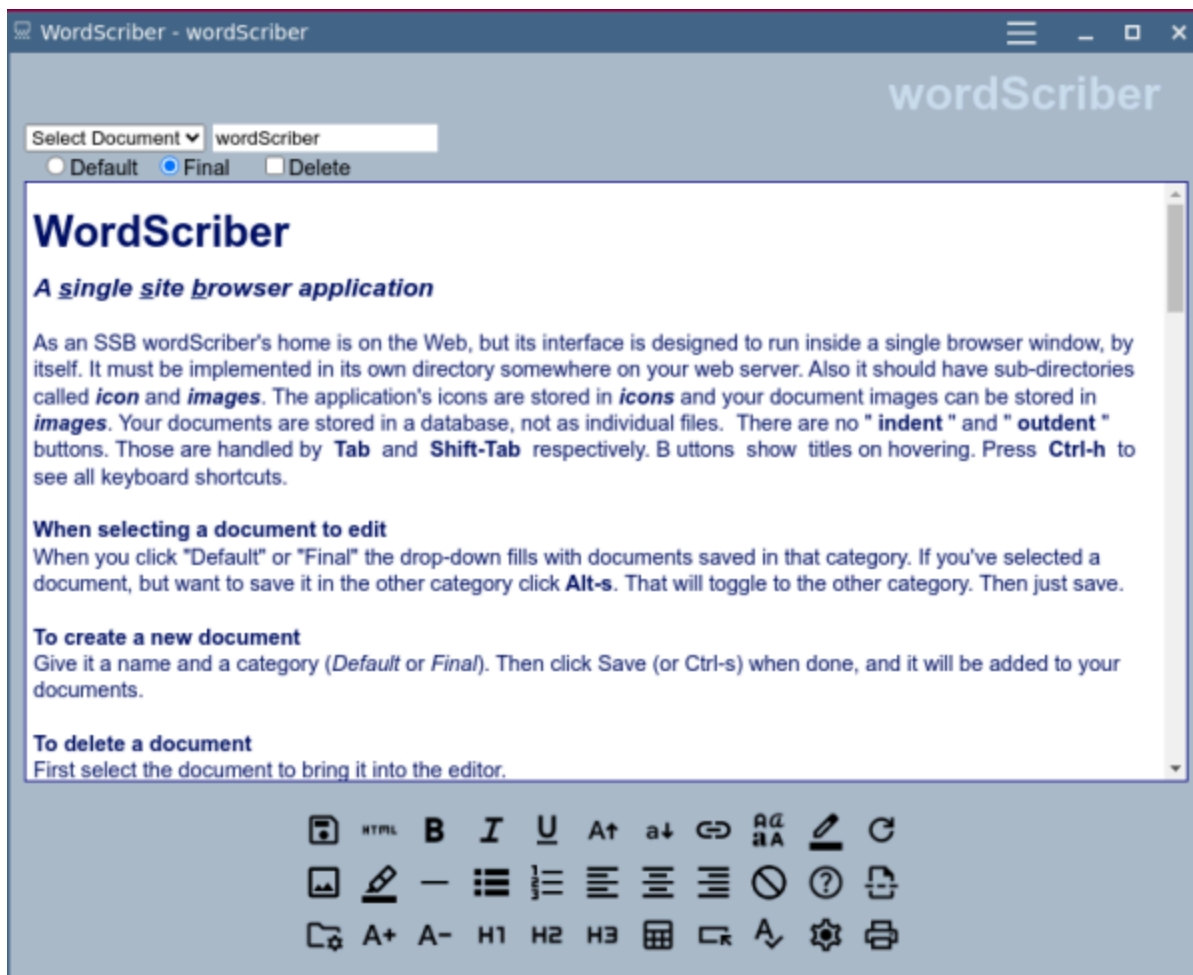 WordScriber - wordScriber
wordScriber
Select Document wordScriber
Default Final Delete
WordScriber
A single site browser application
As an SSB wordScriber's home is on the Web, but its interface is designed to run inside a single browser window, by
itself. It must be implemented in its own directory somewhere on your web server. Also it should have sub-directories
called icon and images. The application's icons are stored in icons and your document images can be stored in
images. Your documents are stored in a database, not as individual files. There are no " indent " and " outdent "
buttons. Those are handled by Tab and Shift-Tab respectively. B uttons show titles on hovering. Press Ctrl-h to
see all keyboard shortcuts.
When selecting a document to edit
When you click "Default" or "Final" the drop-down fills with documents saved in that category. If you've selected a
document, but want to save it in the other category click Alt-s. That will toggle to the other category. Then just save.
To create a new document
Give it a name and a category (Default or Final). Then click Save (or Ctrl-s) when done, and it will be added to your
documents.
To delete a document
First select the document to bring it into the editor.
HTML B I U A↑ a↓ Aa aA
1 2 3 ?
A+ A- H1 H2 H3 A